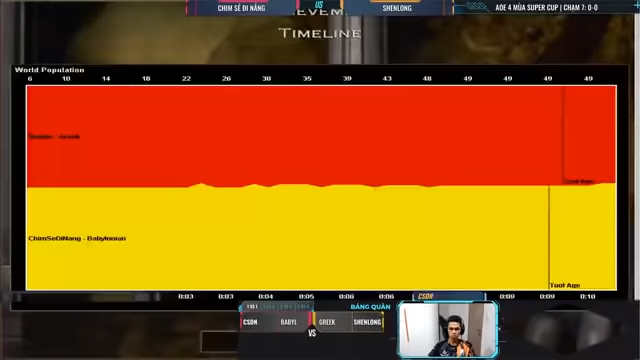 CHIM SẺ ĐI NẮNG
US
SHENLONG
AOE 4 MÙA SUPER CUP | CHẠM 7: 0-0
TIMELINE
World Population
6 10 14 18 22 26 30 35 39 43 48 49 49 49 49
ChimSeDiNang - Babylonian
Tool Age
0:03 0:03 0:04 0:05 0:06 0:06 0:09 0:09 0:10
CSDN
BẢNG QUÂN
CSDN BABYL GREEK SHENLONG
VS